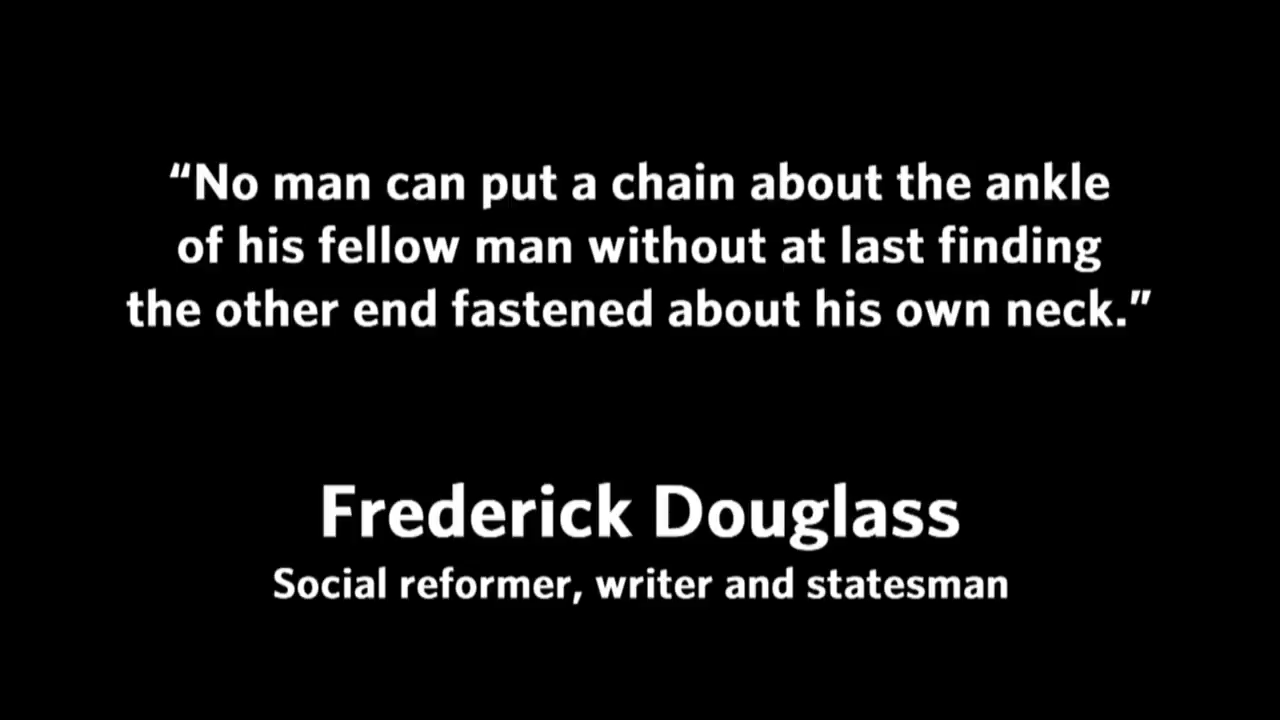 “No man can put a chain about the ankle
of his fellow man without at last finding
the other end fastened about his own neck.”
Frederick Douglass
Social reformer, writer and statesman